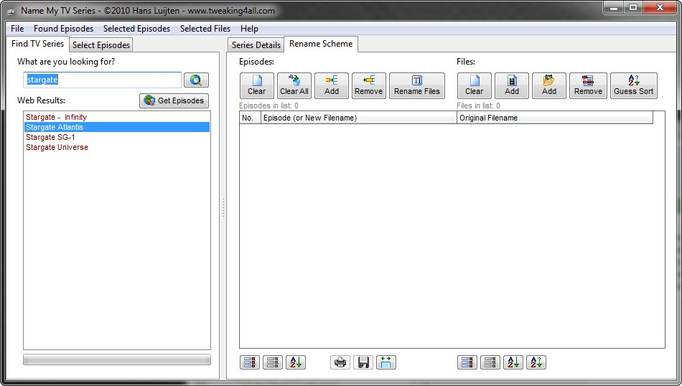 Name My TV Series - ©2010 Hans Luijten - www.tweaking4all.com
File Found Episodes Selected Episodes Selected Files Help
Find TV Series Select Episodes
What are you looking for?
stargate
Web Results: Get Episodes
Stargate - Infinity
Stargate Atlantis
Stargate SG-1
Stargate Universe
Series Details Rename Scheme
Episodes: Files:
Clear Clear All Add Remove Rename Files Clear Add Add Remove Guess Sort
Episodes in list: 0 Files in list: 0
No. Episode (or New Filename) Original Filename